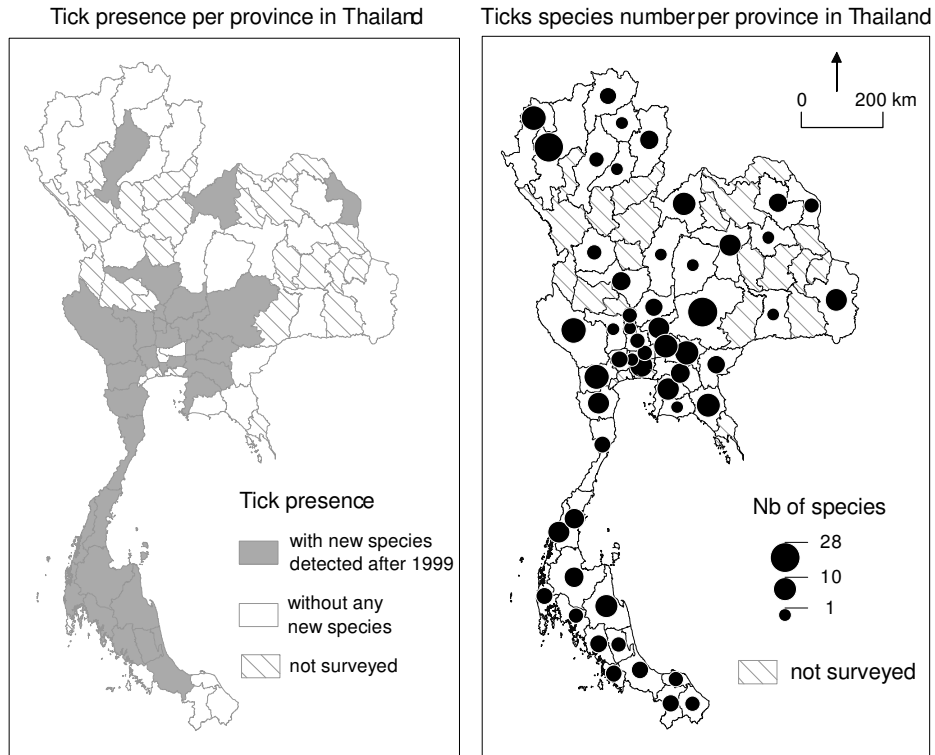 Tick presence per province in Thailand
Ticks species number per province in Thailand
0 200 km
Tick presence
with new species
detected after 1999
without any
new species
not surveyed
Nb of species
28
10
1
not surveyed